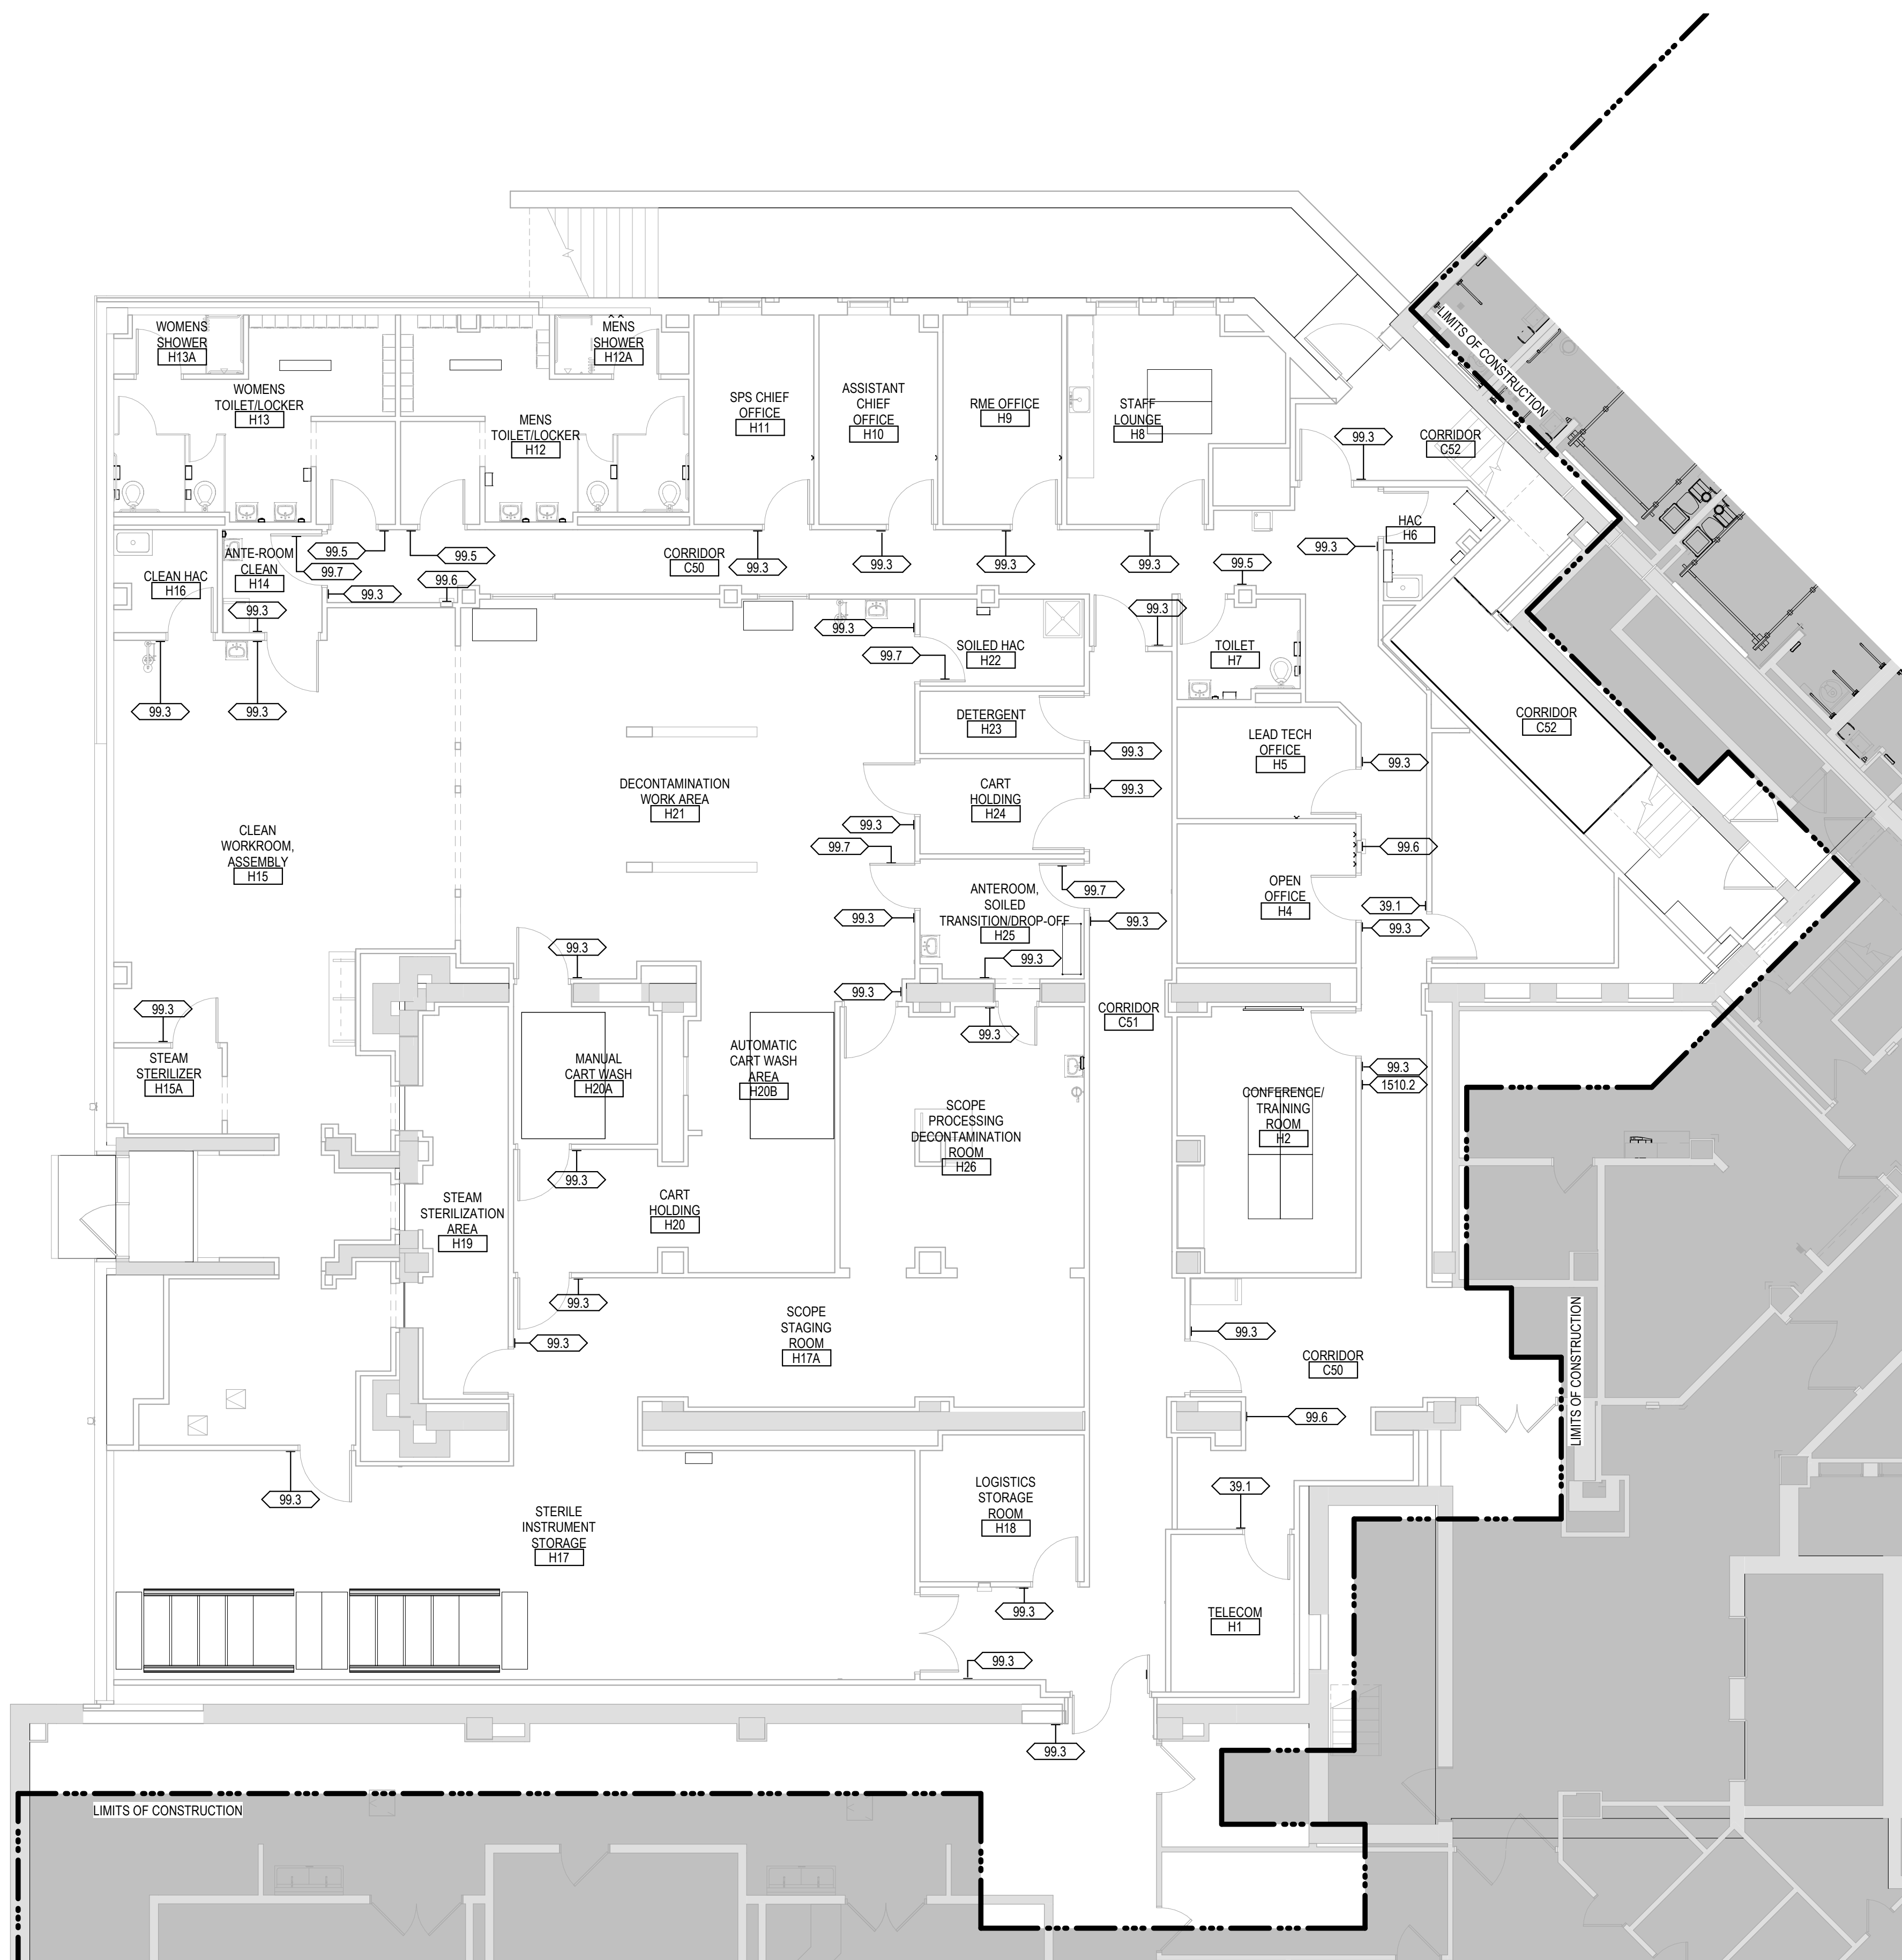 LIMITS OF CONSTRUCTION
WOMENS
SHOWER
H13A
MENS
SHOWER
H12A
WOMENS
TOILET/LOCKER
H13
MENS
TOILET/LOCKER
H12
SPS CHIEF
OFFICE
H11
ASSISTANT
CHIEF
OFFICE
H10
RME OFFICE
H9
STAFF
LOUNGE
H8
99.3
CORRIDOR
C52
HAC
H6
99.3
ANTE-ROOM
CLEAN
H14
99.5
99.7
99.5
CORRIDOR
C50
99.3
99.3
99.3
99.3
99.5
CLEAN HAC
H16
99.3
99.3
99.6
99.3
99.3
99.3
99.3
99.7
SOILED HAC
H22
TOILET
H7
DETERGENT
H23
99.3
LEAD TECH
OFFICE
H5
99.3
CORRIDOR
C52
DECONTAMINATION
WORK AREA
H21
CART
HOLDING
H24
99.3
99.3
99.7
99.6
CLEAN
WORKROOM,
ASSEMBLY
H15
ANTEROOM,
SOILED
TRANSITION/DROP-OFF
H25
99.7
99.3
99.3
OPEN
OFFICE
H4
39.1
99.3
99.3
99.3
99.3
99.3
CORRIDOR
C51
99.3
STEAM
STERILIZER
H15A
MANUAL
CART WASH
H20A
AUTOMATIC
CART WASH
AREA
H20B
99.3
1510.2
CONFERENCE/
TRAINING
ROOM
H2
SCOPE
PROCESSING
DECONTAMINATION
ROOM
H26
99.3
STEAM
STERILIZATION
AREA
H19
CART
HOLDING
H20
99.3
99.3
SCOPE
STAGING
ROOM
H17A
99.3
CORRIDOR
C50
LIMITS OF CONSTRUCTION
99.6
99.3
STERILE
INSTRUMENT
STORAGE
H17
LOGISTICS
STORAGE
ROOM
H18
39.1
99.3
TELECOM
H1
99.3
99.3
LIMITS OF CONSTRUCTION